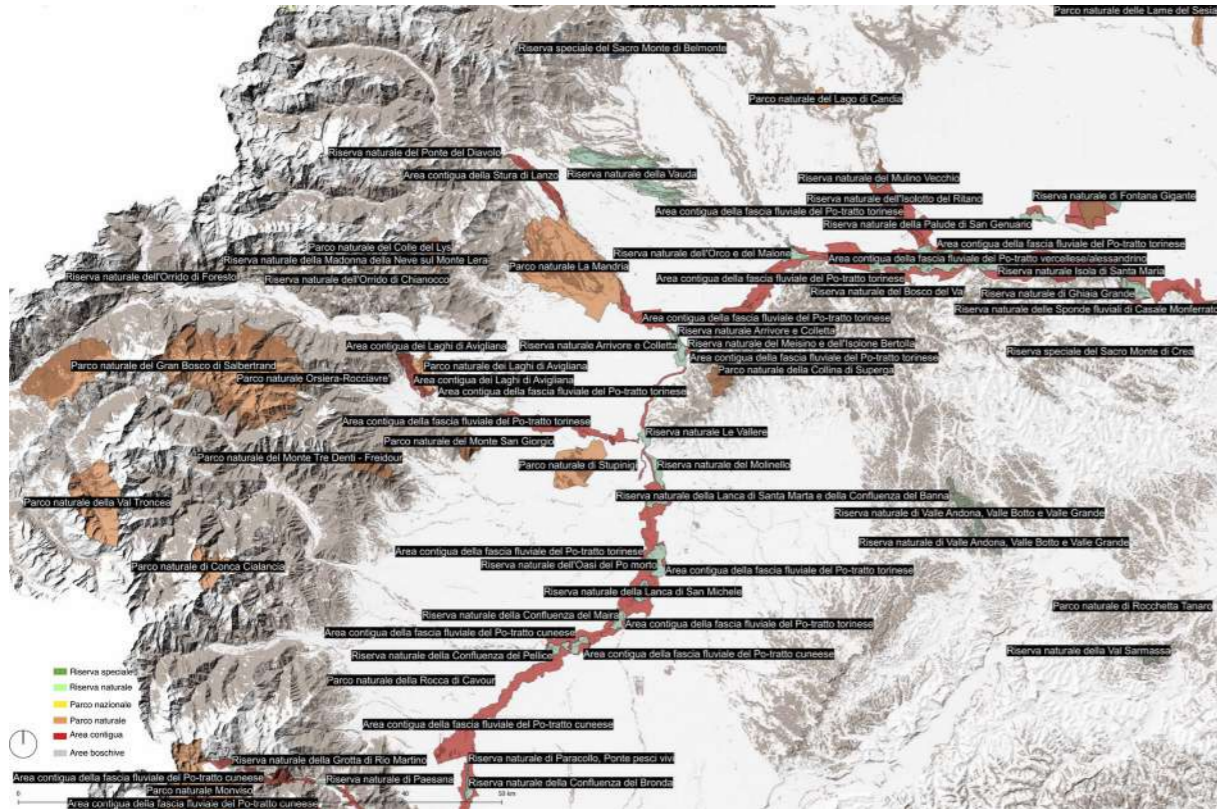 Parco naturale delle Lame del Sesia
Riserva speciale del Sacro Monte di Belmonte
Parco naturale del Lago di Candia
Riserva naturale del Ponte del Diavolo
Area contigua della Stura di Lanzo
Riserva naturale della Vauda
Riserva naturale del Mulino Vecchio
Riserva naturale dell'Isolotto del Ritano
Riserva naturale di Fontana Gigante
Area contigua della fascia fluviale del Po-tratto torinese
Riserva naturale della Palude di San Genuario
Parco naturale del Colle del Lys
Area contigua della fascia fluviale del Po-tratto torinese
Riserva naturale della Madonna della Neve sul Monte Lera
Riserva naturale dell'Orco e del Malone
Area contigua della fascia fluviale del Po-tratto vercellese/alessandrino
Parco naturale La Mandria
Riserva naturale dell'Orrido di Foresto
Riserva naturale dell'Orrido di Chianocco
Area contigua della fascia fluviale del Po-tratto torinese
Riserva naturale Isola di Santa Maria
Riserva naturale del Bosco del Va
Riserva naturale di Ghiaia Grande
Riserva naturale delle Sponde fluviali di Casale Monferrato
Area contigua della fascia fluviale del Po-tratto torinese
Riserva naturale Arrivore e Colletta
Area contigua dei Laghi di Avigliana
Riserva naturale Arrivore e Colletta
Riserva naturale del Meisino e dell'Isolone Bertolla
Riserva speciale del Sacro Monte di Crea
Area contigua della fascia fluviale del Po-tratto torinese
Parco naturale del Gran Bosco di Salbertrand
Parco naturale dei Laghi di Avigliana
Parco naturale della Collina di Superga
Parco naturale Orsiera-Rocciavrè
Area contigua dei Laghi di Avigliana
Area contigua della fascia fluviale del Po-tratto torinese
Area contigua della fascia fluviale del Po-tratto torinese
Riserva naturale Le Vallere
Parco naturale del Monte San Giorgio
Parco naturale del Monte Tre Denti - Freidour
Parco naturale di Stupinigi
Riserva naturale del Molinello
Parco naturale della Val Troncea
Riserva naturale della Lanca di Santa Marta e della Confluenza del Banna
Riserva naturale di Valle Andona, Valle Botto e Valle Grande
Riserva naturale di Valle Andona, Valle Botto e Valle Grande
Area contigua della fascia fluviale del Po-tratto torinese
Parco naturale di Conca Cialancia
Riserva naturale dell'Oasi del Po morto
Area contigua della fascia fluviale del Po-tratto torinese
Riserva naturale della Lanca di San Michele
Parco naturale di Rocchetta Tanaro
Riserva naturale della Confluenza del Maira
Area contigua della fascia fluviale del Po-tratto torinese
Area contigua della fascia fluviale del Po-tratto cuneese
Riserva naturale della Confluenza del Pellice
Area contigua della fascia fluviale del Po-tratto cuneese
Riserva naturale della Val Sarmassa
Parco naturale della Rocca di Cavour
Area contigua della fascia fluviale del Po-tratto cuneese
Riserva speciale
Riserva naturale
Parco nazionale
Parco naturale
Area contigua
Aree boschive
Riserva naturale della Grotta di Rio Martino
Riserva naturale di Paracollo, Ponte pesci vivi
Area contigua della fascia fluviale del Po-tratto cuneese
Riserva naturale di Paesana
Riserva naturale della Confluenza del Bronda
Parco naturale Monviso
Area contigua della fascia fluviale del Po-tratto cuneese
0
40
53 km